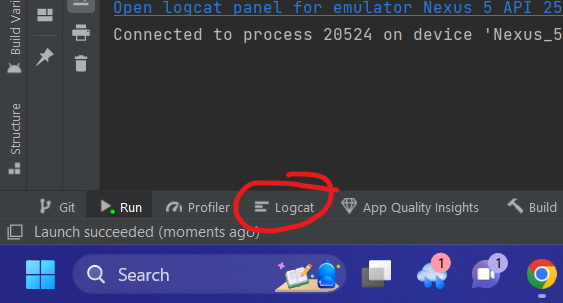 Open logcat panel for emulator Nexus 5 API 25
Connected to process 20524 on device 'Nexus_5
Build Vari
Structure
Git
Run
Profiler
Logcat
App Quality Insights
Build
Launch succeeded (moments ago)
Search
1
1